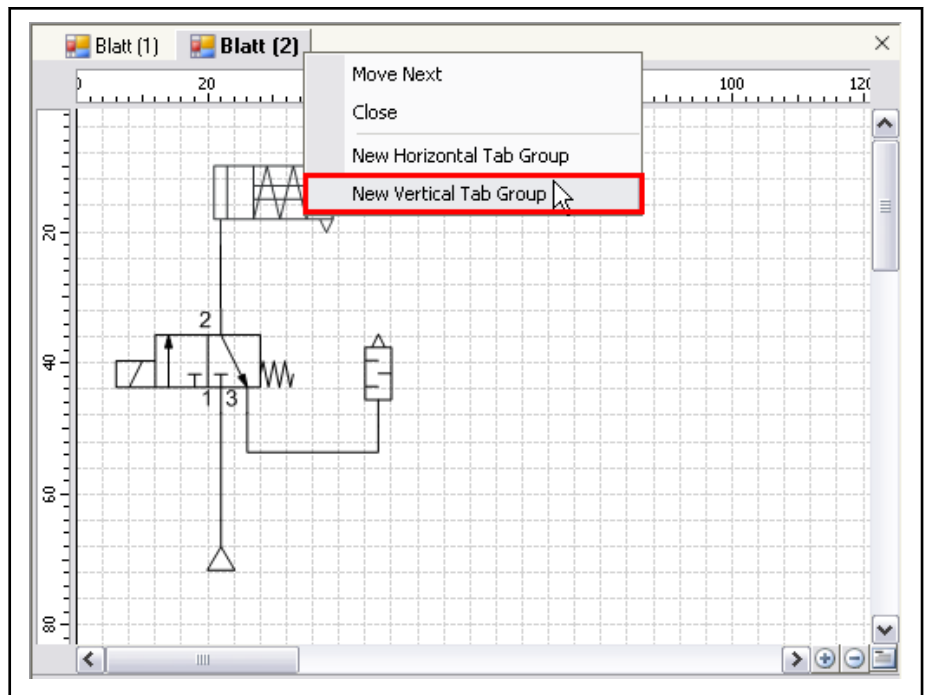 Blatt (1) Blatt (2)
Move Next
Close
New Horizontal Tab Group
New Vertical Tab Group
20 100
20
40
60
80
2
1 3